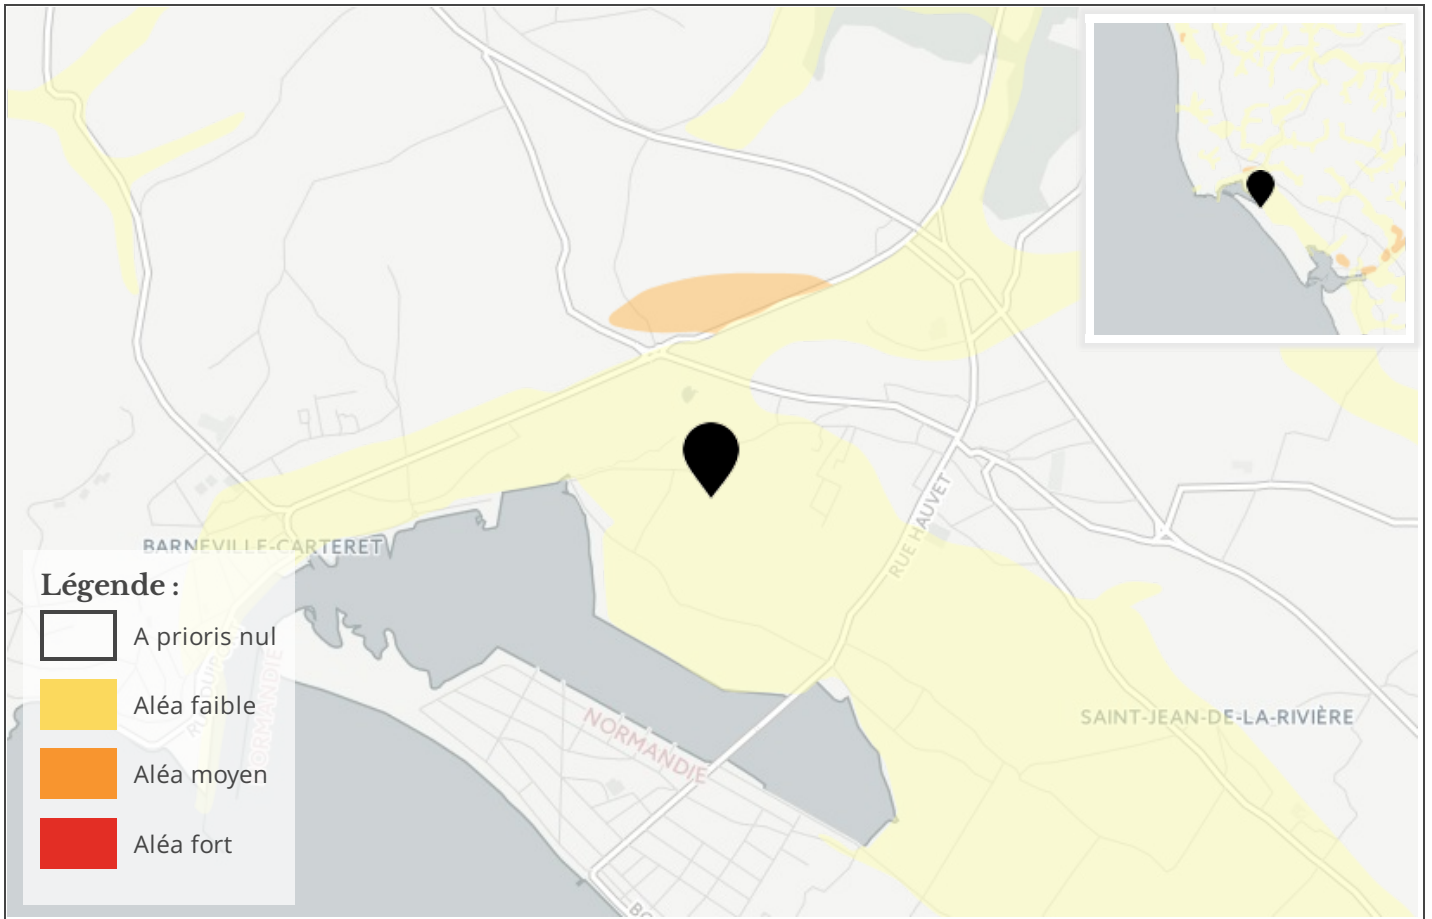 BARNEVILLE-CARTERET
Légende :
A prioris nul
Aléa faible
Aléa moyen
Aléa fort
RUE HAUVET
NORMANDIE
SAINT-JEAN-DE-LA-RIVIÈRE